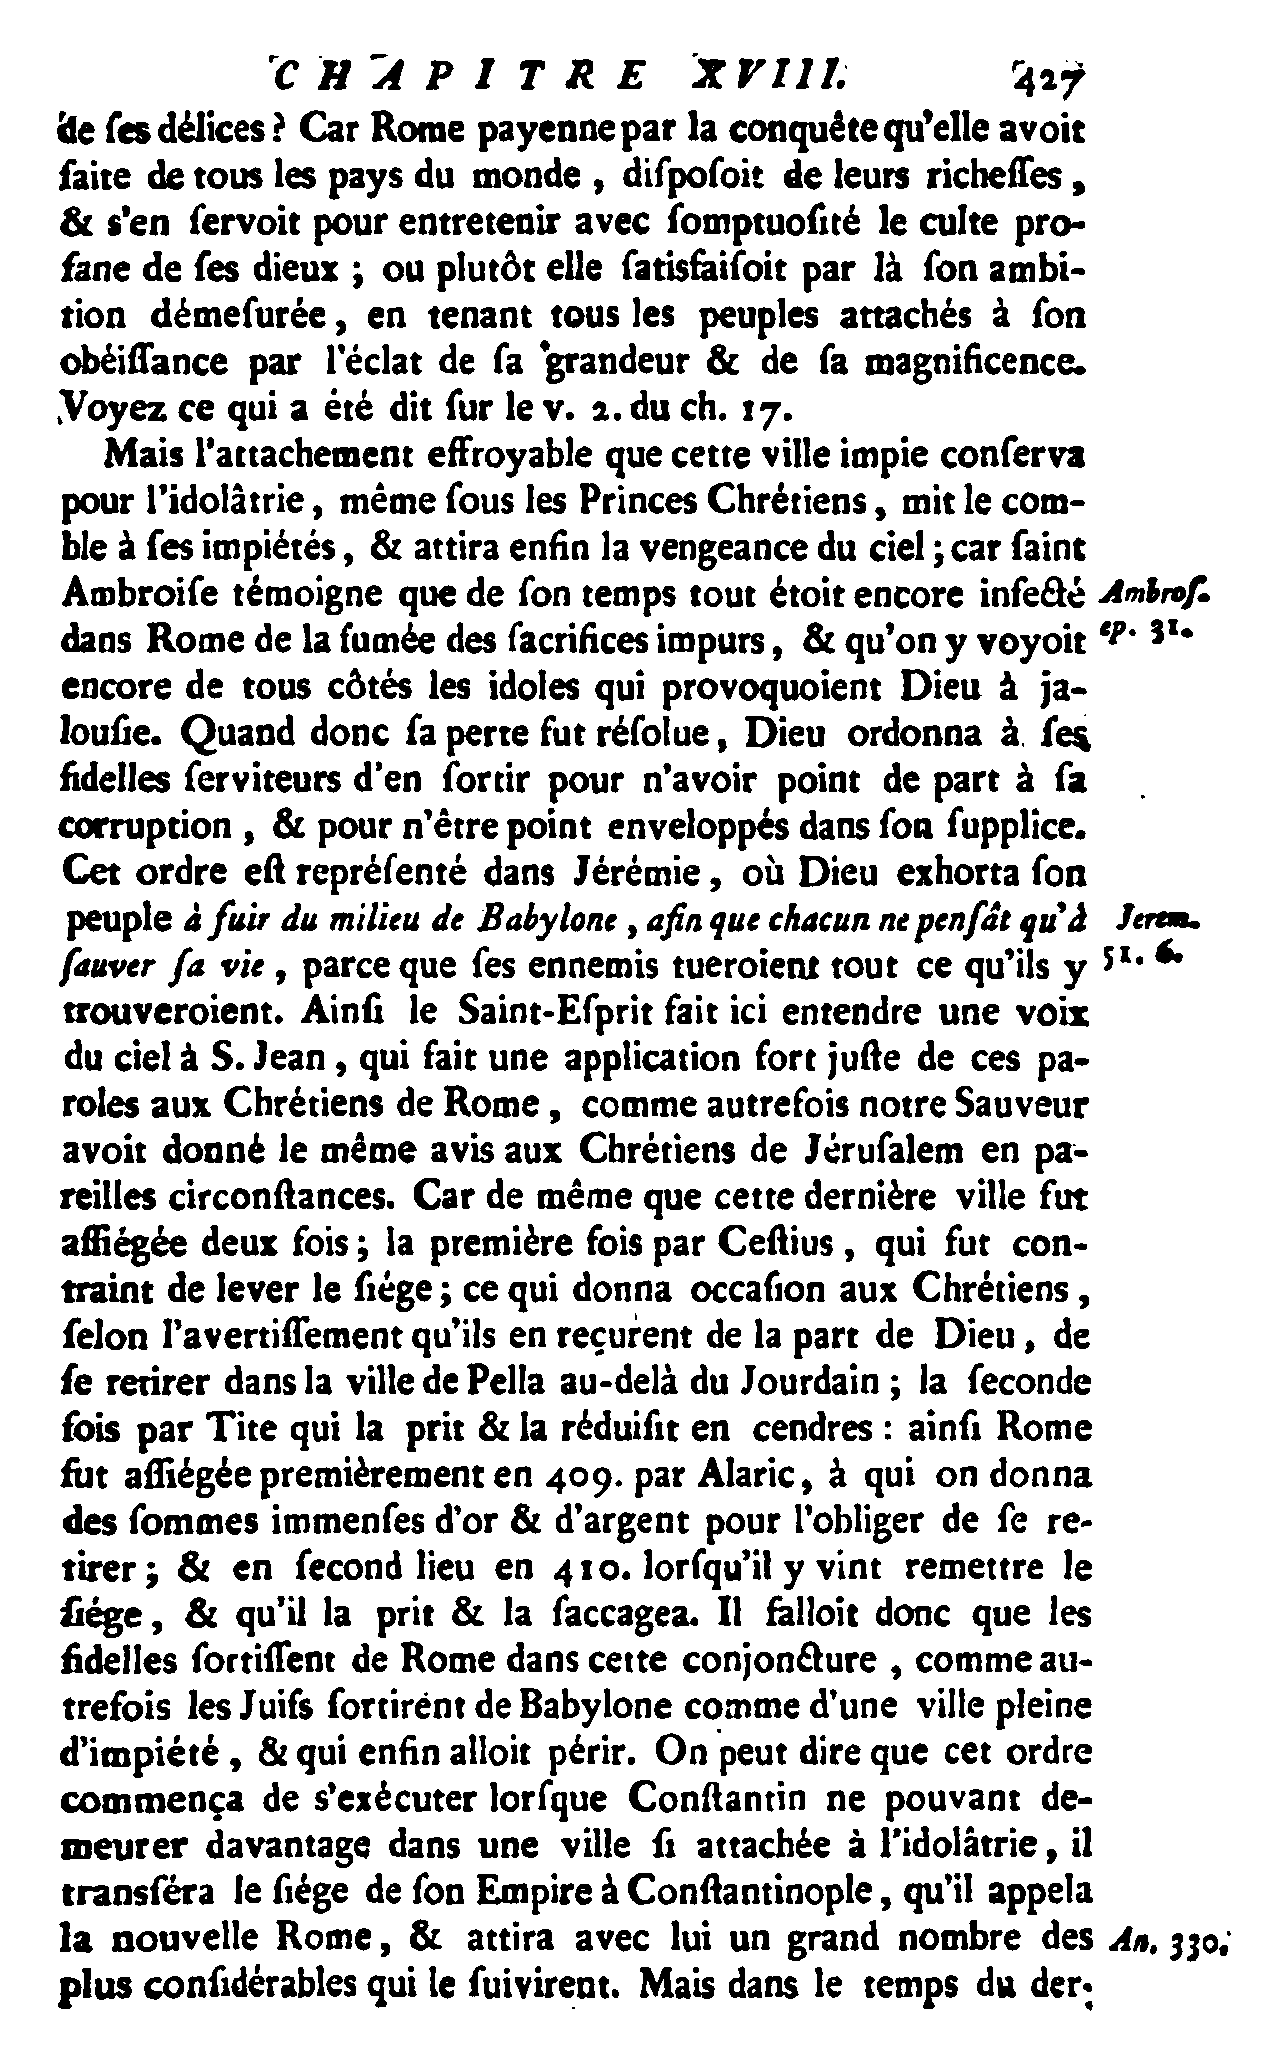 CHAPITRE XVIII. 427
de ſes délices ? Car Rome payenne par la conquête qu'elle avoit
faite de tous les pays du monde , diſpoſoit de leurs richeſſes ,
& s'en ſervoit pour entretenir avec ſomptuoſité le culte pro-
fane de ſes dieux ; ou plutôt elle ſatisfaiſoit par là ſon ambi-
tion démeſurée, en tenant tous les peuples attachés à ſon
obéiſſance par l'éclat de ſa grandeur & de ſa magnificence.
Voyez ce qui a été dit ſur le v. 2. du ch. 17.
Mais l'attachement effroyable que cette ville impie conſerva
pour l'idolâtrie, même ſous les Princes Chrétiens, mit le com-
ble à ſes impiétés, & attira enfin la vengeance du ciel ; car ſaint
Ambroiſe témoigne que de ſon temps tout étoit encore infecté Ambroſ.
dans Rome de la fumée des ſacrifices impurs, & qu'on y voyoit ep. 31.
encore de tous côtés les idoles qui provoquoient Dieu à ja-
louſie. Quand donc ſa perte fut réſolue, Dieu ordonna à ſes
fidelles ſerviteurs d'en ſortir pour n'avoir point de part à ſa
corruption , & pour n'être point enveloppés dans ſon ſupplice.
Cet ordre eſt repréſenté dans Jérémie, où Dieu exhorta ſon
peuple à fuir du milieu de Babylone , afin que chacun ne penſât qu'à Jerem.
ſauver ſa vie , parce que ſes ennemis tueroient tout ce qu'ils y 51. 6.
trouveroient. Ainſi le Saint-Eſprit fait ici entendre une voix
du ciel à S. Jean , qui fait une application fort juſte de ces pa-
roles aux Chrétiens de Rome , comme autrefois notre Sauveur
avoit donné le même avis aux Chrétiens de Jéruſalem en pa-
reilles circonſtances. Car de même que cette dernière ville fut
aſſiégée deux fois ; la première fois par Ceſtius , qui fut con-
traint de lever le ſiége ; ce qui donna occaſion aux Chrétiens ,
ſelon l'avertiſſement qu'ils en reçurent de la part de Dieu, de
ſe retirer dans la ville de Pella au-delà du Jourdain ; la ſeconde
fois par Tite qui la prit & la réduiſit en cendres : ainſi Rome
fut aſſiégée premièrement en 409. par Alaric, à qui on donna
des ſommes immenſes d'or & d'argent pour l'obliger de ſe re-
tirer ; & en ſecond lieu en 410. lorſqu'il y vint remettre le
ſiége, & qu'il la prit & la ſaccagea. Il falloit donc que les
fidelles ſortiſſent de Rome dans cette conjoncture , comme au-
trefois les Juifs ſortirent de Babylone comme d'une ville pleine
d'impiété , & qui enfin alloit périr. On peut dire que cet ordre
commença de s'exécuter lorſque Conſtantin ne pouvant de-
meurer davantage dans une ville ſi attachée à l'idolâtrie, il
transféra le ſiége de ſon Empire à Conſtantinople, qu'il appela
la nouvelle Rome, & attira avec lui un grand nombre des An. 330.
plus conſidérables qui le ſuivirent. Mais dans le temps du der-